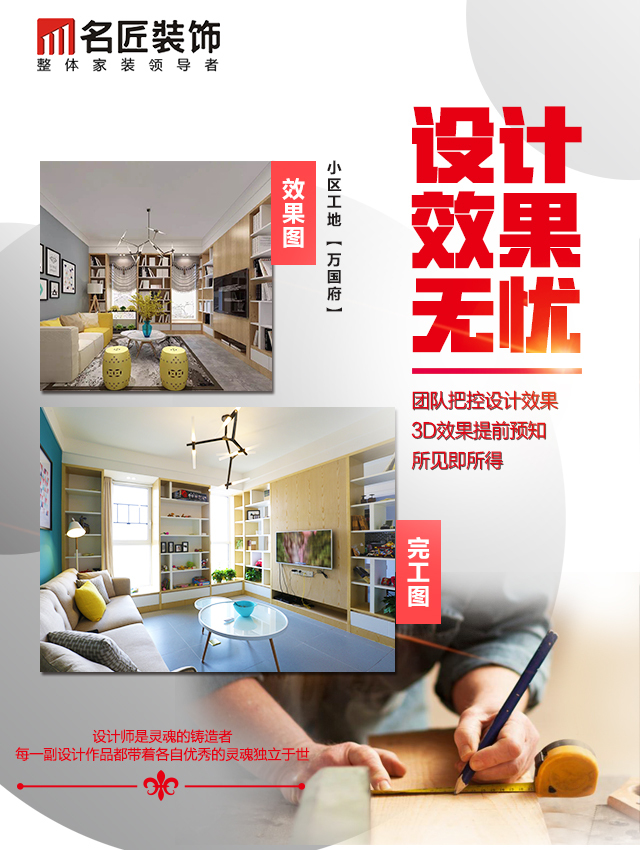 名匠装饰
整体家装领导者
设计
效果
无忧
效果图
小区工地【万国府】
团队把控设计效果
3D效果提前预知
所见即所得
完工图
设计师是灵魂的铸造者
每一副设计作品都带着各自优秀的灵魂独立于世